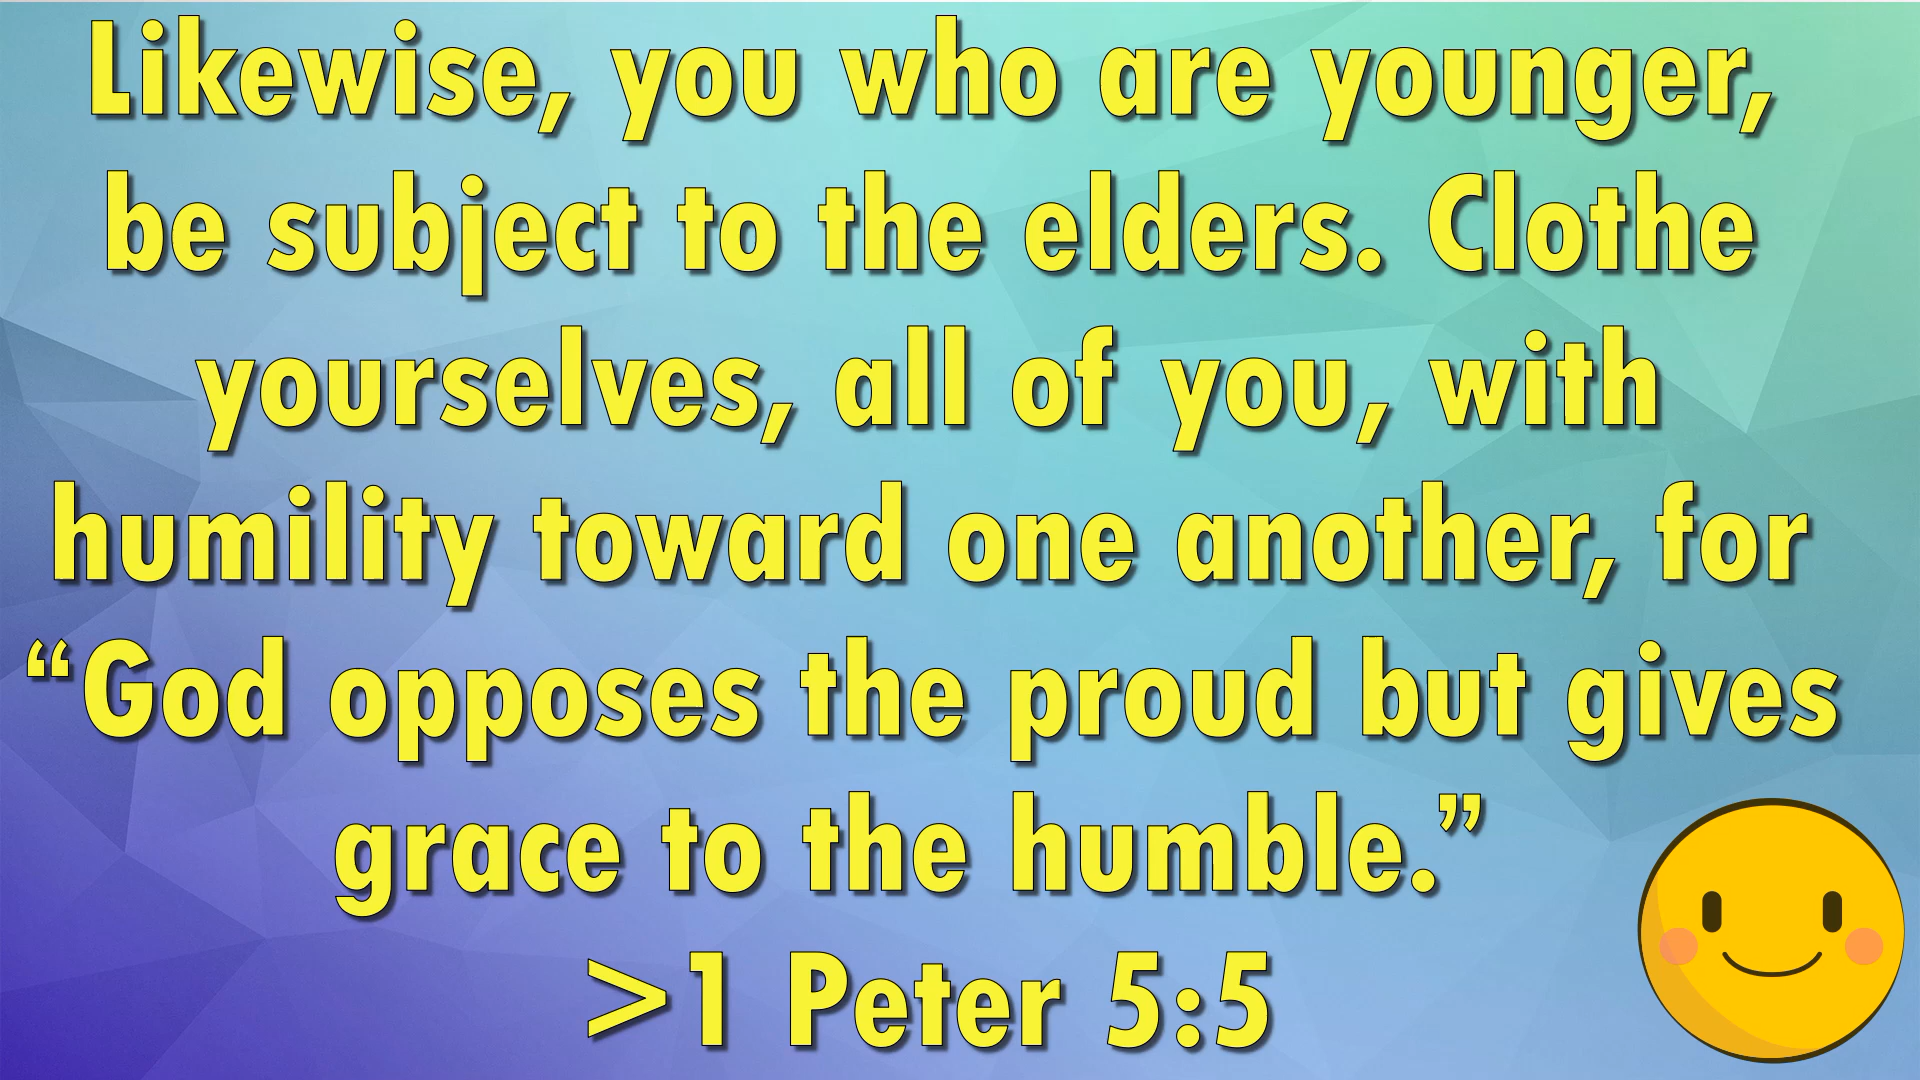 Likewise, you who are younger,
be subject to the elders. Clothe
yourselves, all of you, with
humility toward one another, for
“God opposes the proud but gives
grace to the humble.”
>1 Peter 5:5